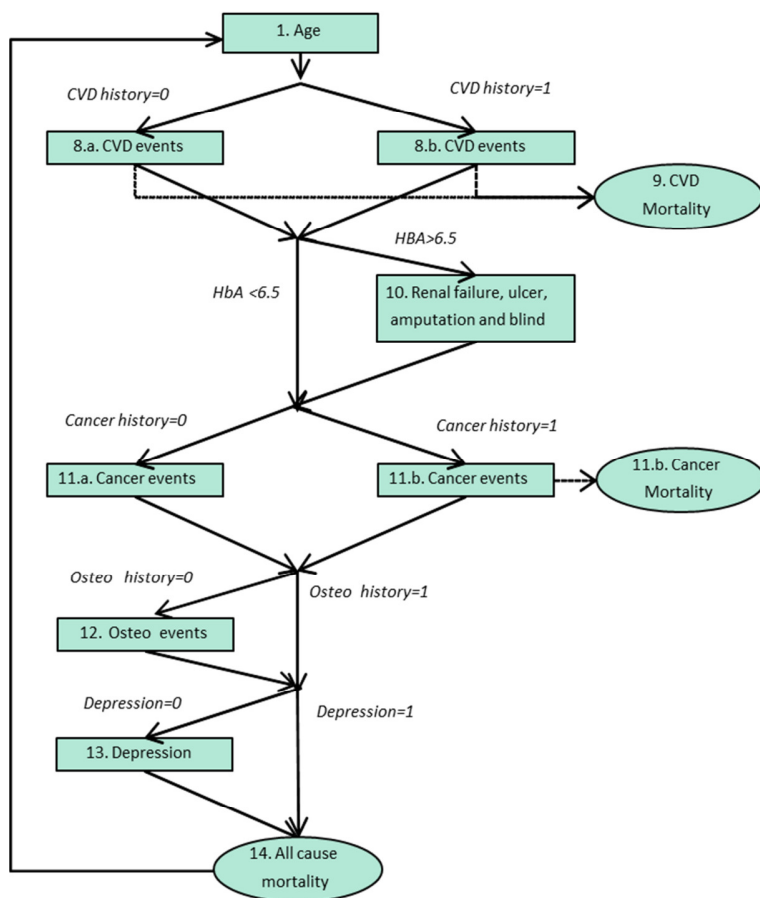 1. Age
CVD history=0
CVD history=1
8.a. CVD events
8.b. CVD events
9. CVD
Mortality
HBA>6.5
HbA <6.5
10. Renal failure, ulcer,
amputation and blind
Cancer history=0
Cancer history=1
11.a. Cancer events
11.b. Cancer events
11.b. Cancer
Mortality
Osteo history=0
Osteo history=1
12. Osteo events
Depression=0
Depression=1
13. Depression
14. All cause
mortality